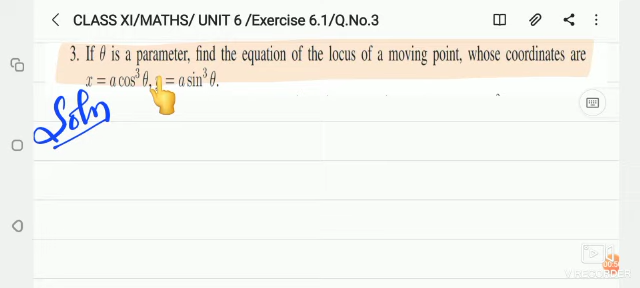 CLASS XI/MATHS/ UNIT 6 /Exercise 6.1/Q.No.3
3. If θ is a parameter, find the equation of the locus of a moving point, whose coordinates are
x = a cos³ θ, = a sin³ θ.
Soln